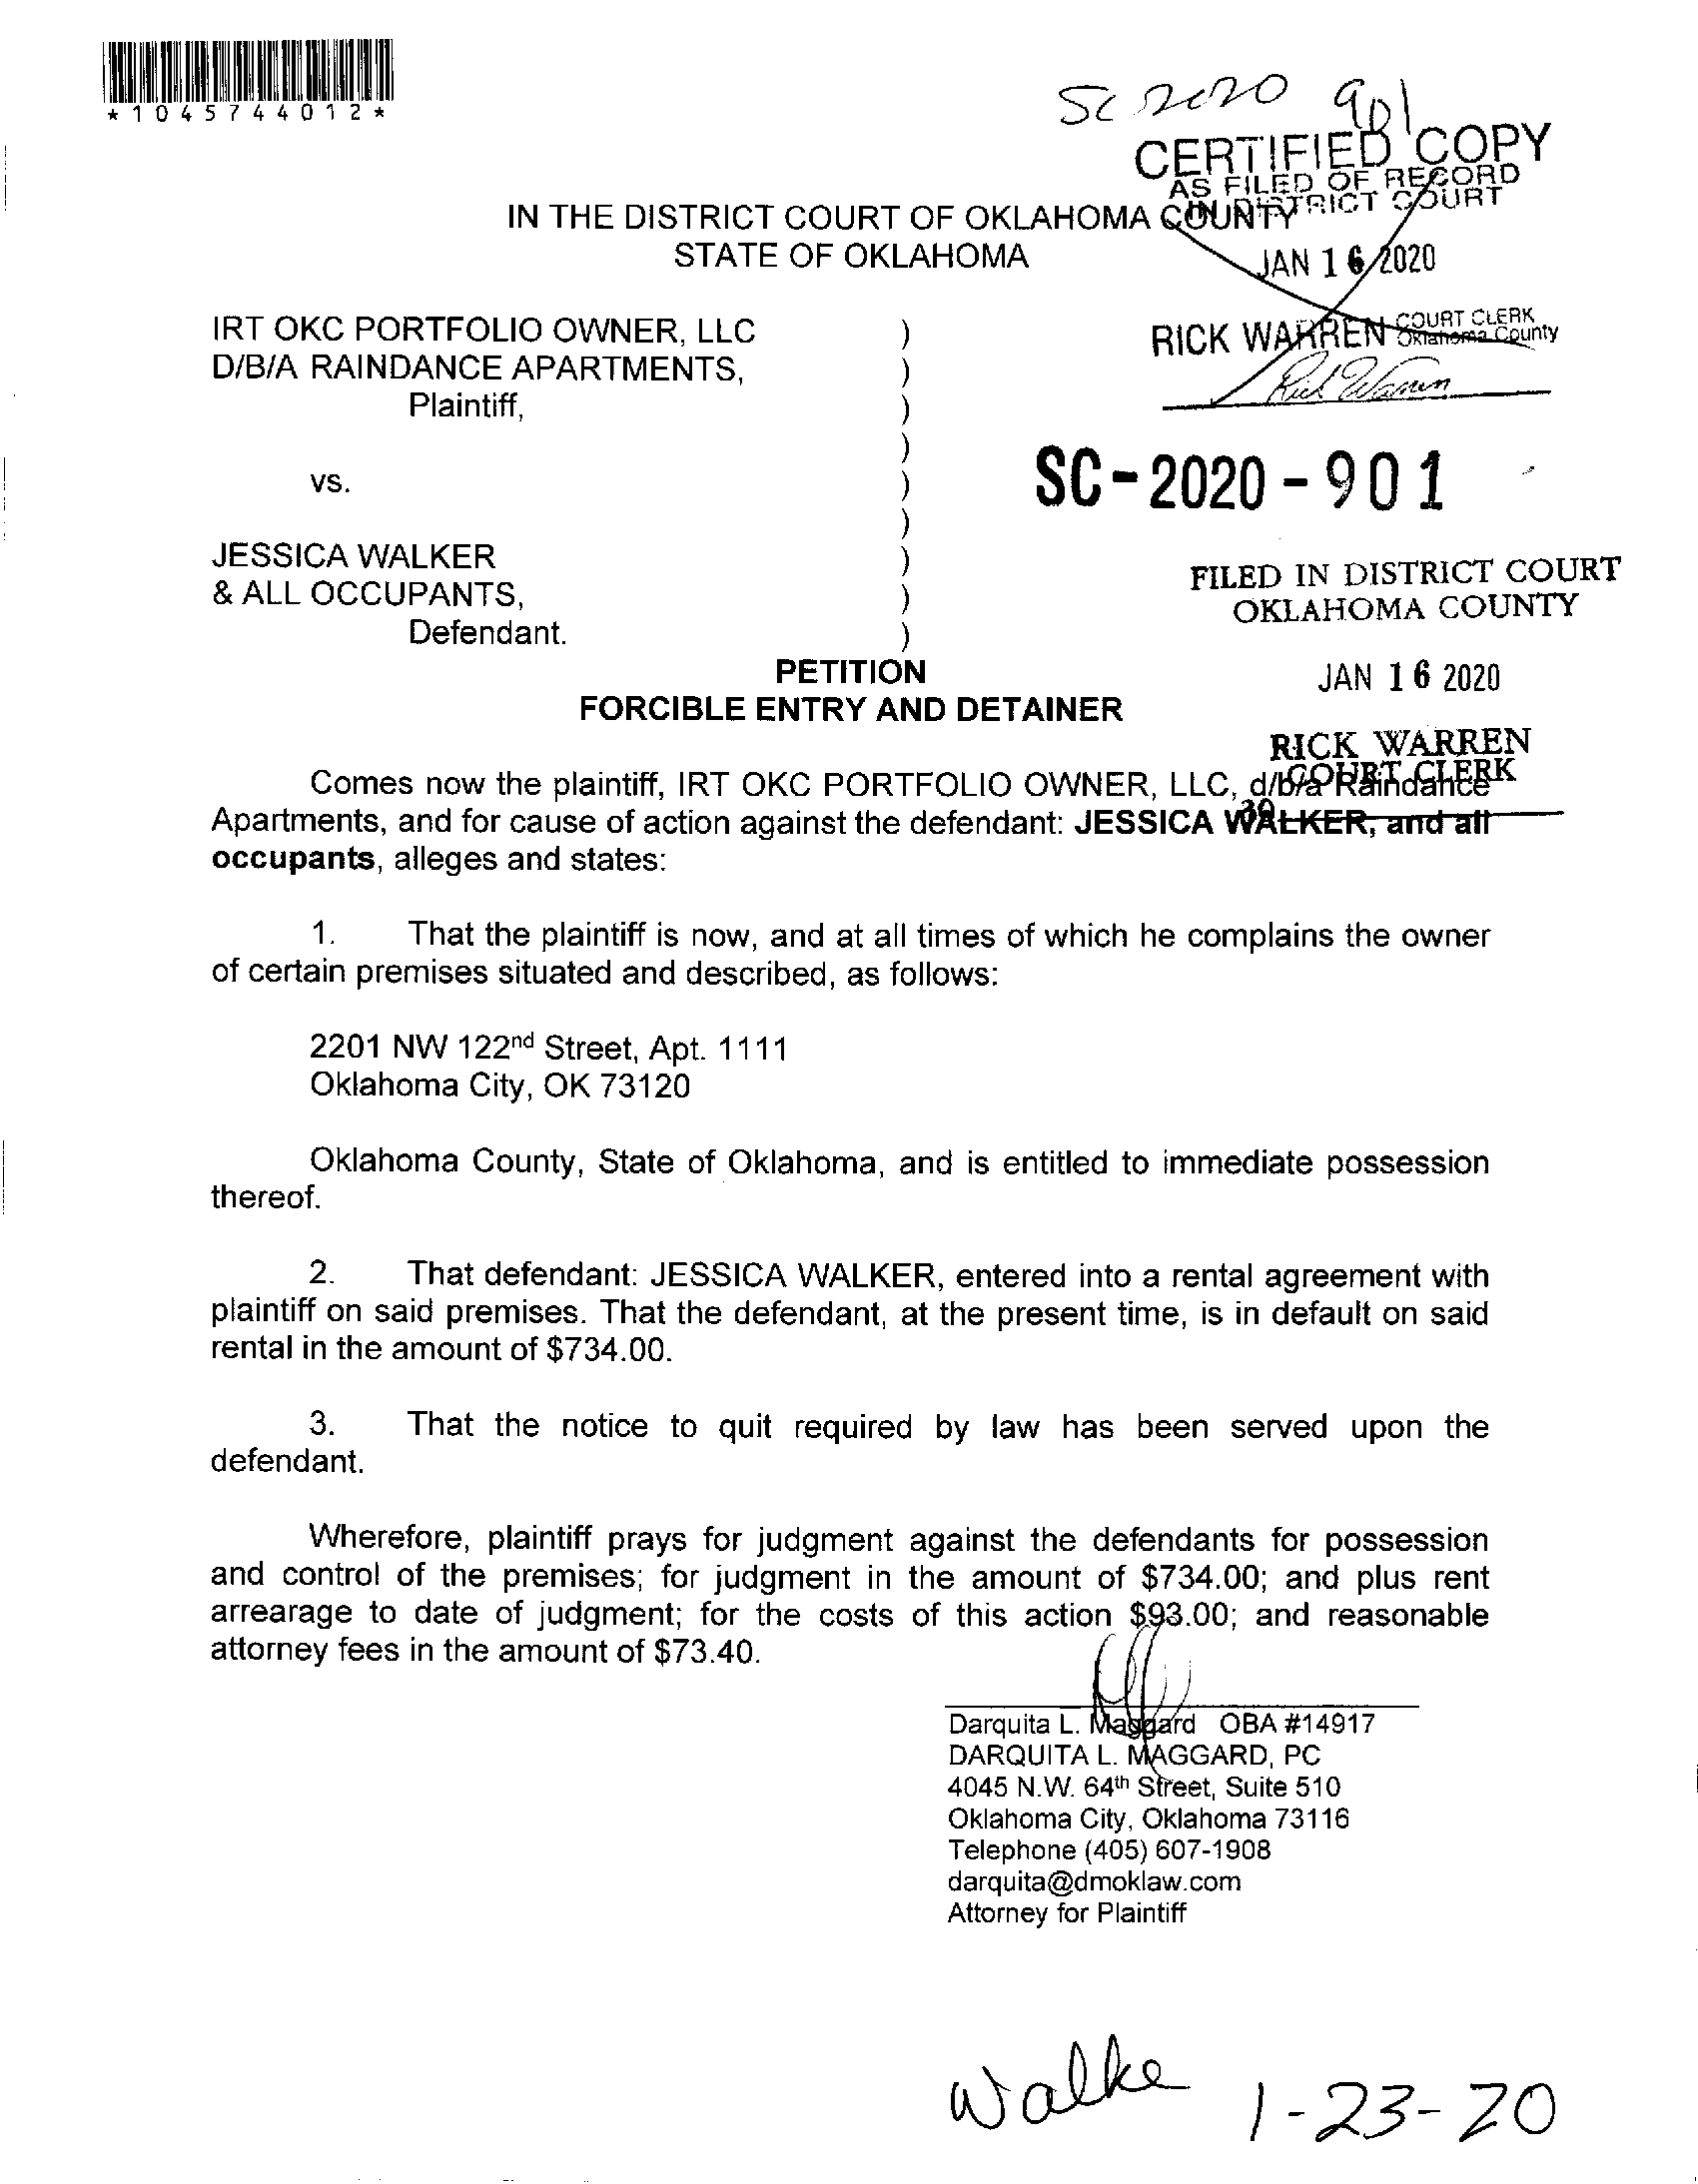 *1045744012*
SC 2020 901
CERTIFIED COPY
AS FILED OF RECORD
IN DISTRICT COURT
JAN 16 2020
RICK WARREN COURT CLERK
Oklahoma County
Rick Warren
IN THE DISTRICT COURT OF OKLAHOMA COUNTY
STATE OF OKLAHOMA
IRT OKC PORTFOLIO OWNER, LLC )
D/B/A RAINDANCE APARTMENTS, )
Plaintiff, )
)
vs. )
)
JESSICA WALKER )
& ALL OCCUPANTS, )
Defendant. )
SC-2020-901
FILED IN DISTRICT COURT
OKLAHOMA COUNTY
JAN 16 2020
RICK WARREN
COURT CLERK
39
PETITION
FORCIBLE ENTRY AND DETAINER
Comes now the plaintiff, IRT OKC PORTFOLIO OWNER, LLC, d/b/a Raindance
Apartments, and for cause of action against the defendant: JESSICA WALKER, and all
occupants, alleges and states:
1. That the plaintiff is now, and at all times of which he complains the owner
of certain premises situated and described, as follows:
2201 NW 122nd Street, Apt. 1111
Oklahoma City, OK 73120
Oklahoma County, State of Oklahoma, and is entitled to immediate possession
thereof.
2. That defendant: JESSICA WALKER, entered into a rental agreement with
plaintiff on said premises. That the defendant, at the present time, is in default on said
rental in the amount of $734.00.
3. That the notice to quit required by law has been served upon the
defendant.
Wherefore, plaintiff prays for judgment against the defendants for possession
and control of the premises; for judgment in the amount of $734.00; and plus rent
arrearage to date of judgment; for the costs of this action $93.00; and reasonable
attorney fees in the amount of $73.40.
Darquita L. Maggard OBA #14917
DARQUITA L. MAGGARD, PC
4045 N.W. 64th Street, Suite 510
Oklahoma City, Oklahoma 73116
Telephone (405) 607-1908
darquita@dmoklaw.com
Attorney for Plaintiff
Walke 1-23-20